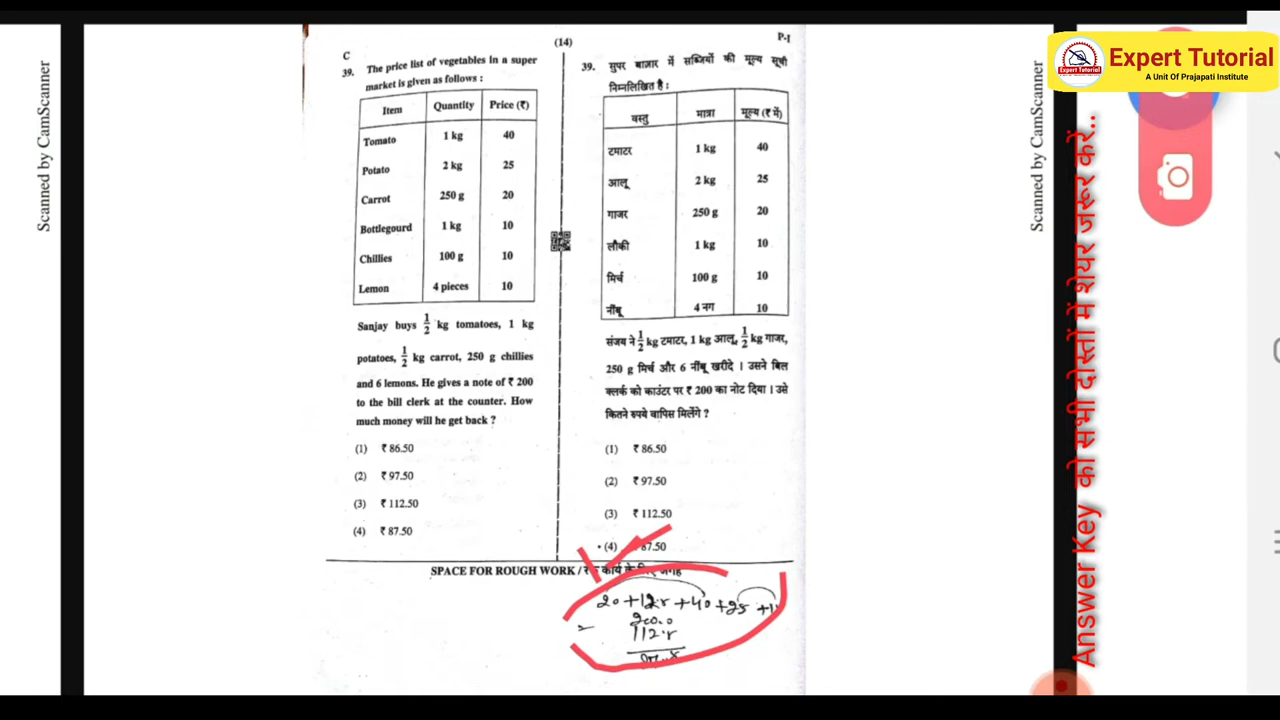 Scanned by CamScanner
(14)
P-I
C
39. The price list of vegetables in a super
market is given as follows :
Item Quantity Price (₹)
Tomato 1 kg 40
Potato 2 kg 25
Carrot 250 g 20
Bottlegourd 1 kg 10
Chillies 100 g 10
Lemon 4 pieces 10
Sanjay buys 1/2 kg tomatoes, 1 kg
potatoes, 1/2 kg carrot, 250 g chillies
and 6 lemons. He gives a note of ₹ 200
to the bill clerk at the counter. How
much money will he get back ?
(1) ₹ 86.50
(2) ₹ 97.50
(3) ₹ 112.50
(4) ₹ 87.50
39. सुपर बाज़ार में सब्जियों की मूल्य सूची
निम्नलिखित है :
वस्तु मात्रा मूल्य (₹ में)
टमाटर 1 kg 40
आलू 2 kg 25
गाजर 250 g 20
लौकी 1 kg 10
मिर्च 100 g 10
नींबू 4 नग 10
संजय ने 1/2 kg टमाटर, 1 kg आलू, 1/2 kg गाजर,
250 g मिर्च और 6 नींबू खरीदे । उसने बिल
क्लर्क को काउंटर पर ₹ 200 का नोट दिया । उसे
कितने रुपये वापिस मिलेंगे ?
(1) ₹ 86.50
(2) ₹ 97.50
(3) ₹ 112.50
(4) 87.50
SPACE FOR ROUGH WORK / कार्य के लिए जगह
20 + 12.5 + 40 + 25 +
200.0
112.5
Scanned by CamScanner
Expert Tutorial
Expert Tutorial
A Unit Of Prajapati Institute
Answer Key को सभी दोस्तों में शेयर जरूर करें..